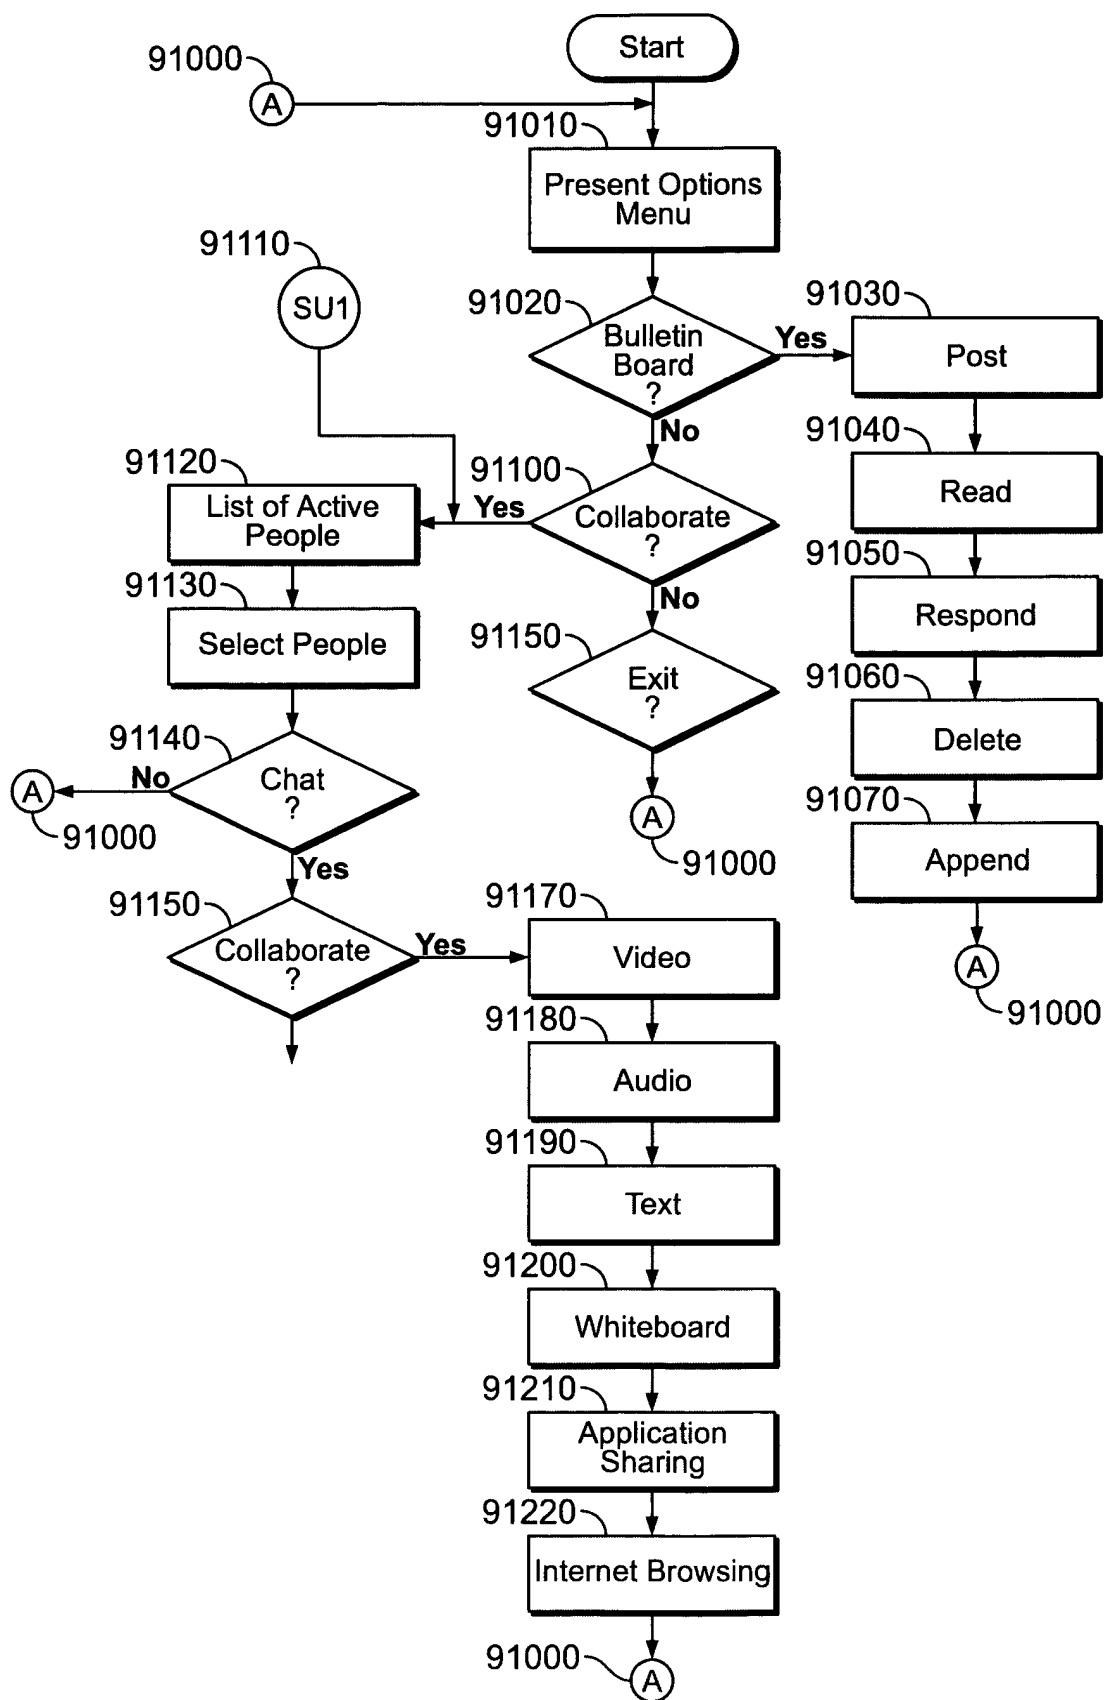 Start
91000
A
91010
Present Options
Menu
91110
SU1
91020
Bulletin
Board
?
Yes
91030
Post
No
91040
Read
91120
List of Active
People
Yes
91100
Collaborate
?
91050
Respond
91130
Select People
No
91150
Exit
?
91060
Delete
91140
Chat
?
No
A
91000
A
91000
91070
Append
Yes
91150
Collaborate
?
Yes
91170
Video
A
91000
91180
Audio
91190
Text
91200
Whiteboard
91210
Application
Sharing
91220
Internet Browsing
91000
A